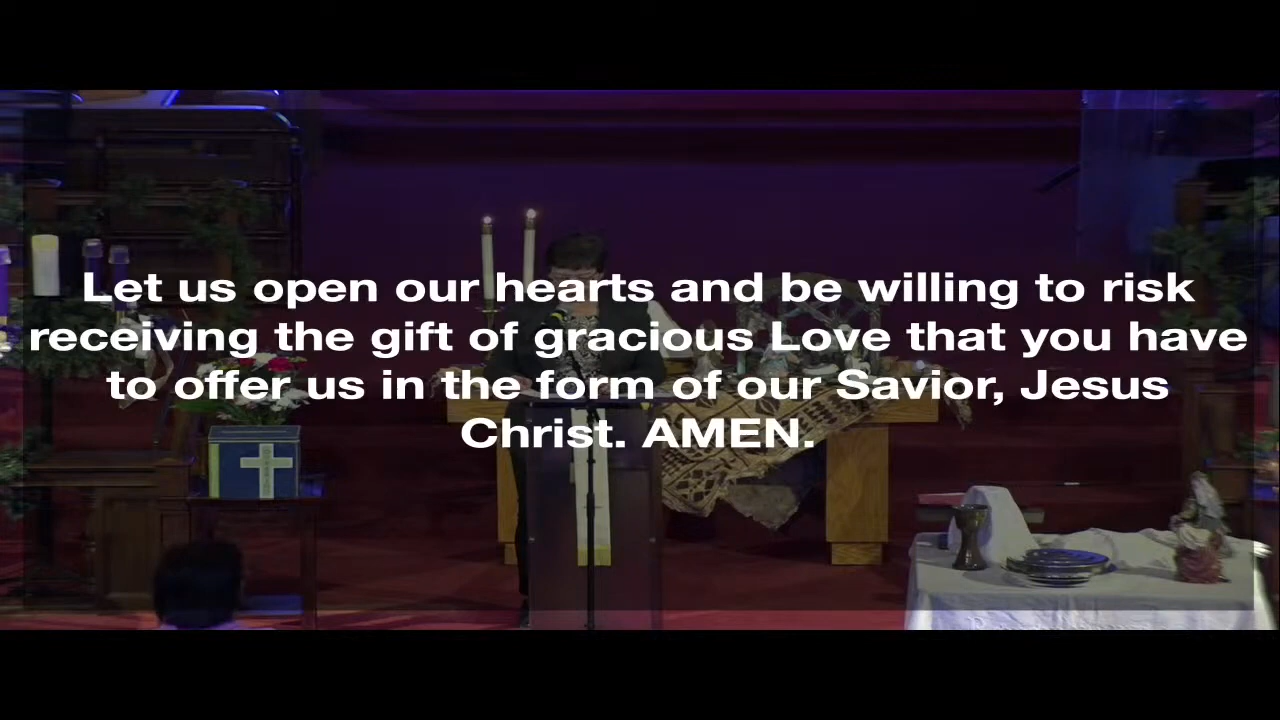 Let us open our hearts and be willing to risk
receiving the gift of gracious Love that you have
to offer us in the form of our Savior, Jesus
Christ. AMEN.